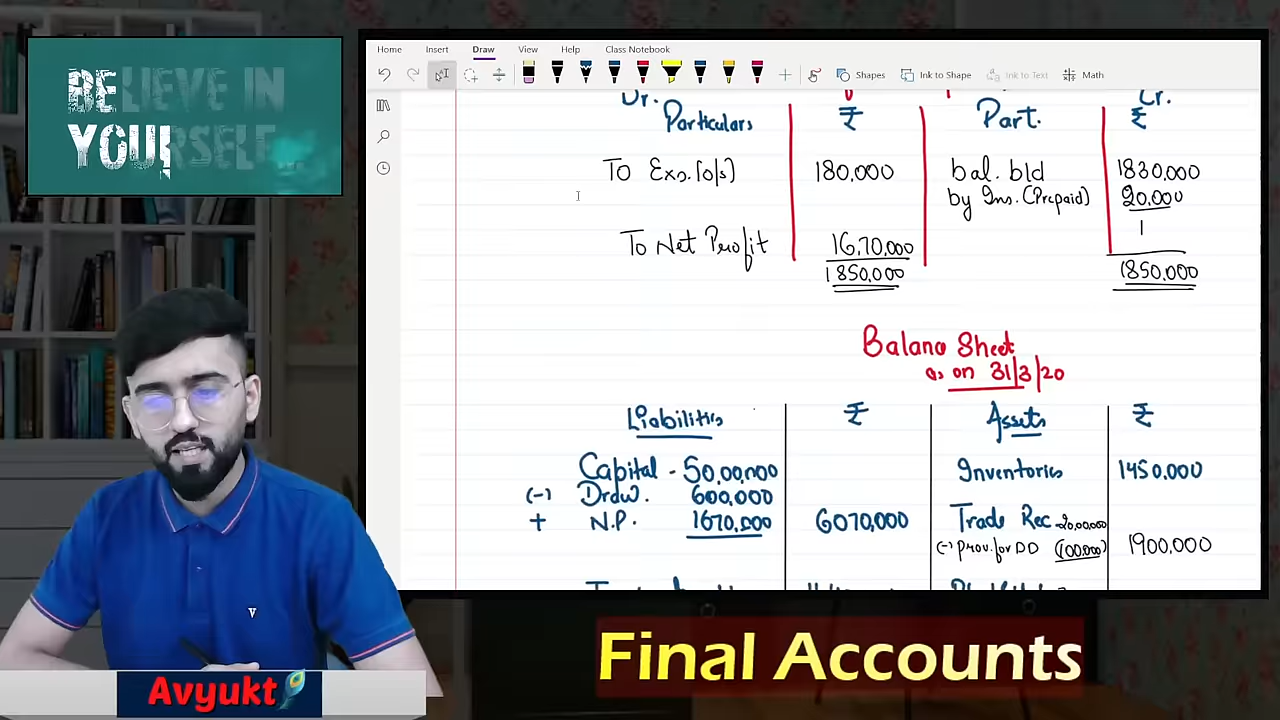 BELIEVE IN
YOURSELF...
Home Insert Draw View Help Class Notebook
Shapes Ink to Shape Ink to Text Math
Dr. Cr.
Particulars ₹ Part. ₹
To Exp. (o/s) 180,000 bal. b/d 1830,000
by Ins. (Prepaid) 20,000
To Net Profit 16,70,000
1850,000 1850,000
Balance Sheet
as on 31/3/20
Liabilities ₹ Assets ₹
Capital - 50,00,000 Inventories 1450,000
(-) Draw. 600,000
+ N.P. 1670,000 6070,000 Trade Rec 20,00,000
(-) Prov. for DD (100,000) 1900,000
Final Accounts
Avyukt